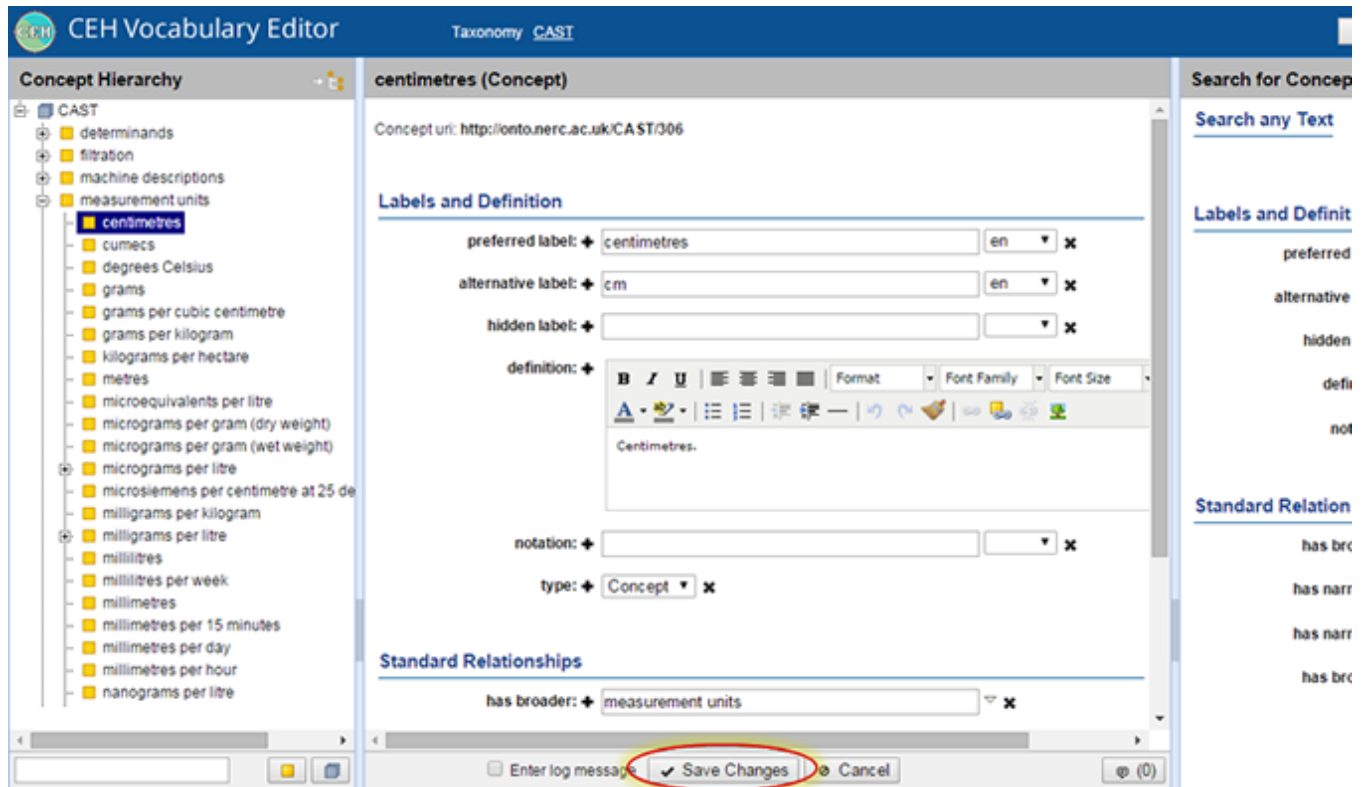 CEH Vocabulary Editor
Taxonomy CAST
Concept Hierarchy
CAST
determinands
filtration
machine descriptions
measurement units
centimetres
cumecs
degrees Celsius
grams
grams per cubic centimetre
grams per kilogram
kilograms per hectare
metres
microequivalents per litre
micrograms per gram (dry weight)
micrograms per gram (wet weight)
micrograms per litre
microsiemens per centimetre at 25 de
milligrams per kilogram
milligrams per litre
millilitres
millilitres per week
millimetres
millimetres per 15 minutes
millimetres per day
millimetres per hour
nanograms per litre
centimetres (Concept)
Concept uri: http://onto.nerc.ac.uk/CAST/306
Labels and Definition
preferred label: centimetres en
alternative label: cm en
hidden label:
definition:
B I U Format Font Family Font Size
A
Centimetres.
notation:
type: Concept
Standard Relationships
has broader: measurement units
Enter log message Save Changes Cancel (0)
Search for Concep
Search any Text
Labels and Definit
preferred
alternative
hidden
defi
not
Standard Relation
has bro
has narr
has narr
has bro